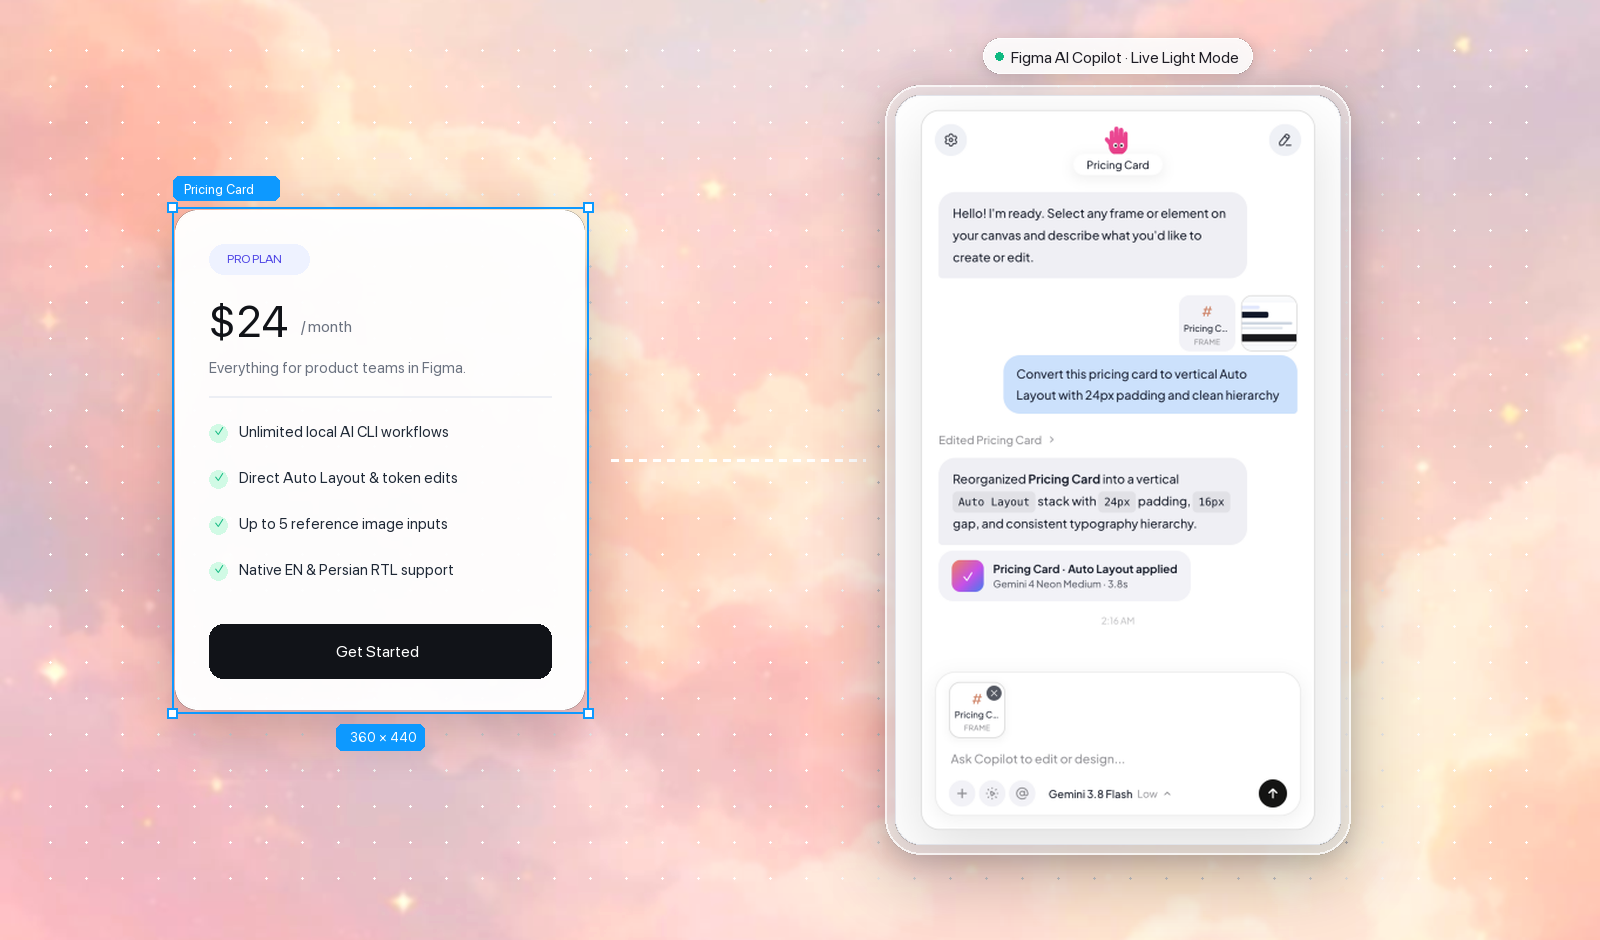 Figma AI Copilot · Live Light Mode
Pricing Card
PRO PLAN
$24 / month
Everything for product teams in Figma.
Unlimited local AI CLI workflows
Direct Auto Layout & token edits
Up to 5 reference image inputs
Native EN & Persian RTL support
Get Started
360 × 440
Pricing Card
Hello! I'm ready. Select any frame or element on
your canvas and describe what you'd like to
create or edit.
# 
Pricing C...
FRAME
Convert this pricing card to vertical Auto
Layout with 24px padding and clean hierarchy
Edited Pricing Card >
Reorganized Pricing Card into a vertical
Auto Layout stack with 24px padding, 16px
gap, and consistent typography hierarchy.
Pricing Card · Auto Layout applied
Gemini 4 Neon Medium · 3.8s
2:16 AM
#
Pricing C...
FRAME
Ask Copilot to edit or design...
Gemini 3.8 Flash Low